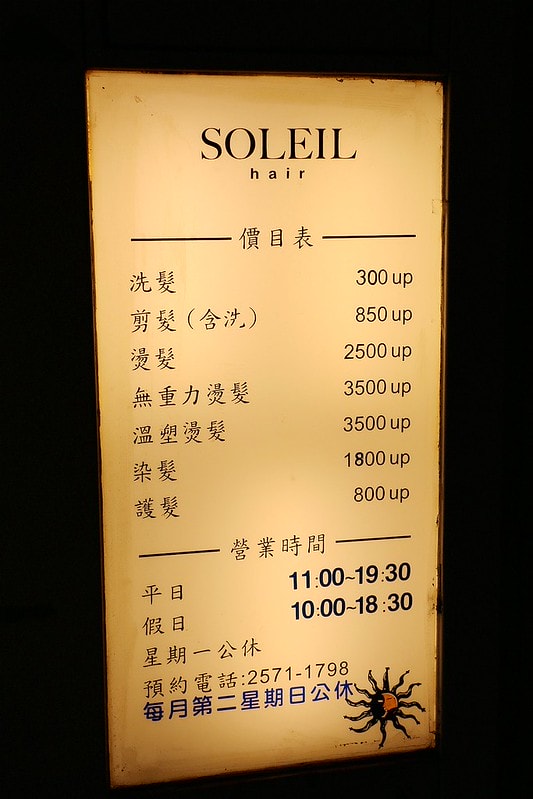 SOLEIL
hair
價目表
洗髮 300 up
剪髮(含洗) 850 up
燙髮 2500 up
無重力燙髮 3500 up
溫塑燙髮 3500 up
染髮 1800 up
護髮 800 up
營業時間
平日 11:00~19:30
假日 10:00~18:30
星期一公休
預約電話:2571-1798
每月第二星期日公休